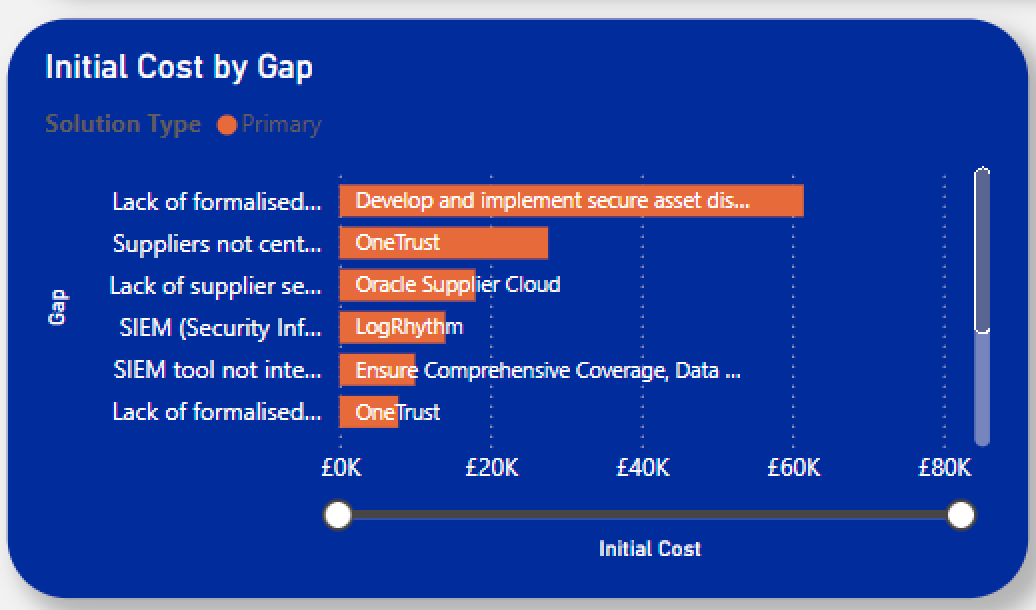 Initial Cost by Gap
Solution Type Primary
Lack of formalised... Develop and implement secure asset dis...
Suppliers not cent... OneTrust
Lack of supplier se... Oracle Supplier Cloud
SIEM (Security Inf... LogRhythm
SIEM tool not inte... Ensure Comprehensive Coverage, Data ...
Lack of formalised... OneTrust
Gap
£0K £20K £40K £60K £80K
Initial Cost